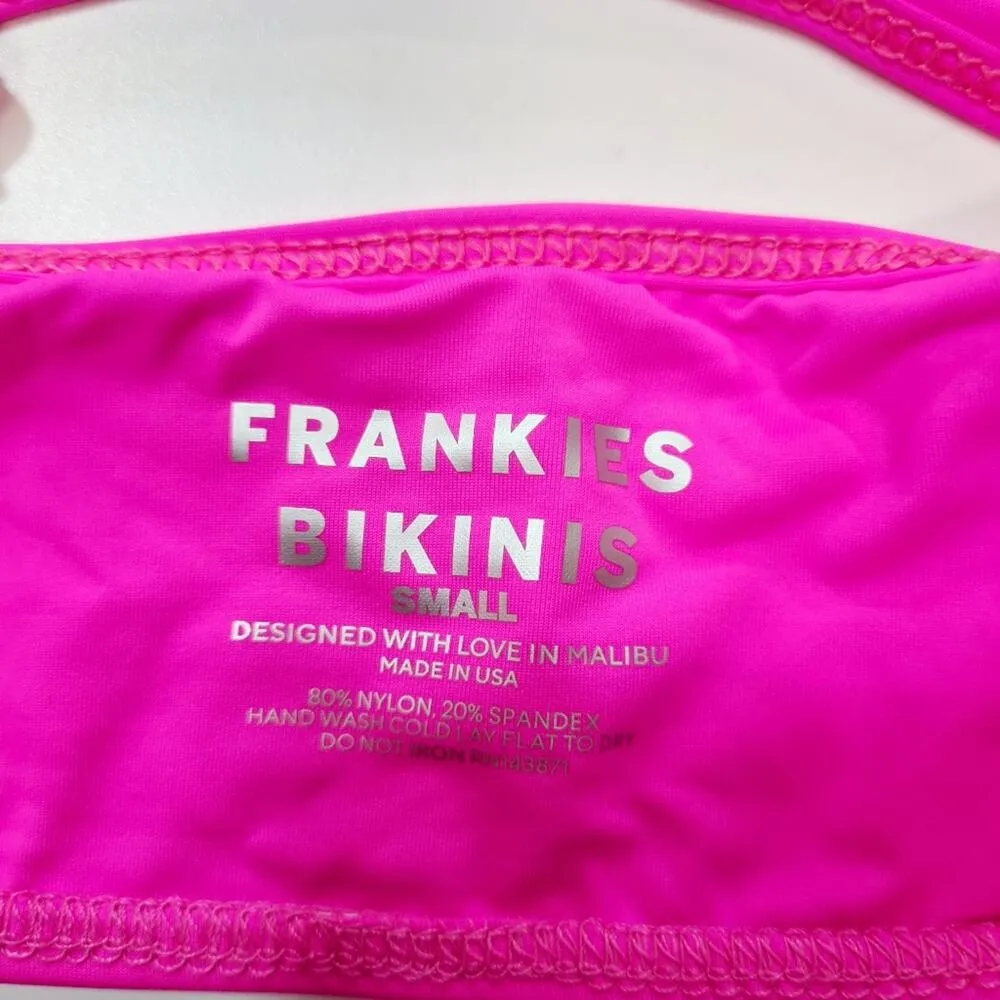 FRANKIES
BIKINIS
SMALL
DESIGNED WITH LOVE IN MALIBU
MADE IN USA
80% NYLON, 20% SPANDEX
HAND WASH COLD LAY FLAT TO DRY
DO NOT IRON